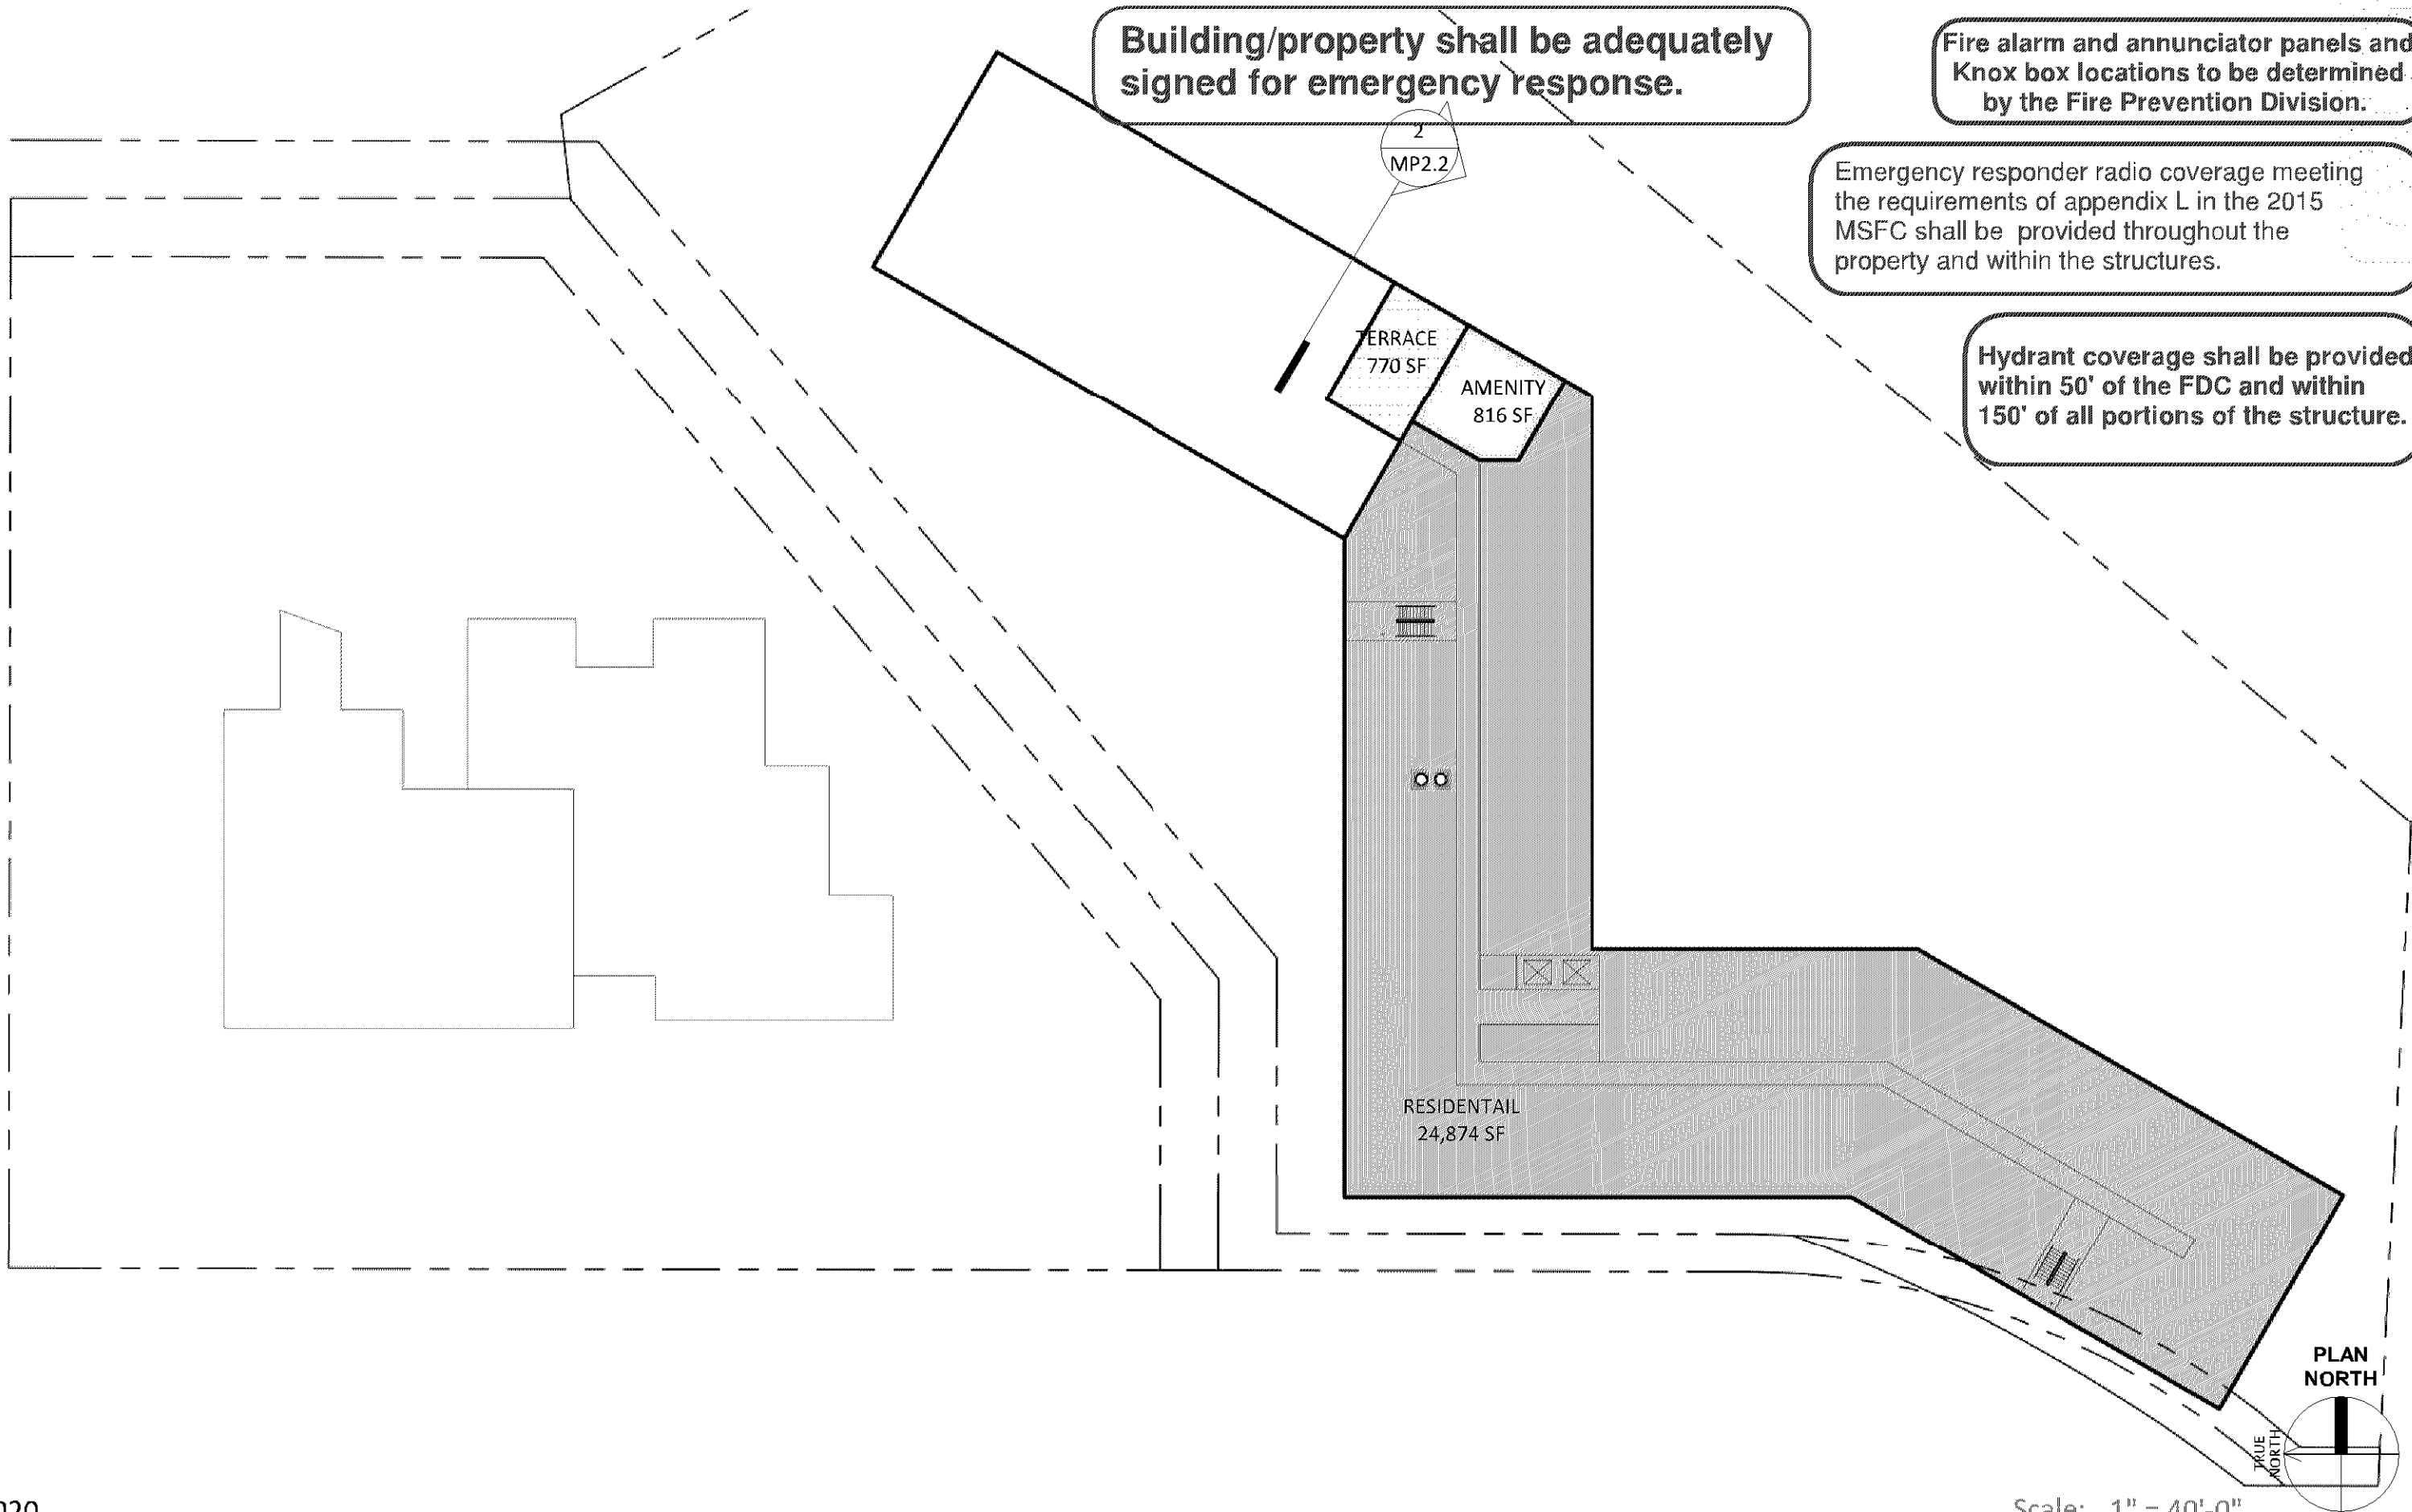 Building/property shall be adequately
signed for emergency response.
Fire alarm and annunciator panels and
Knox box locations to be determined
by the Fire Prevention Division.
2
MP2.2
Emergency responder radio coverage meeting
the requirements of appendix L in the 2015
MSFC shall be provided throughout the
property and within the structures.
Hydrant coverage shall be provided
within 50' of the FDC and within
150' of all portions of the structure.
TERRACE
770 SF
AMENITY
816 SF
RESIDENTAIL
24,874 SF
PLAN
NORTH
TRUE
NORTH
Scale: 1" = 40'-0"